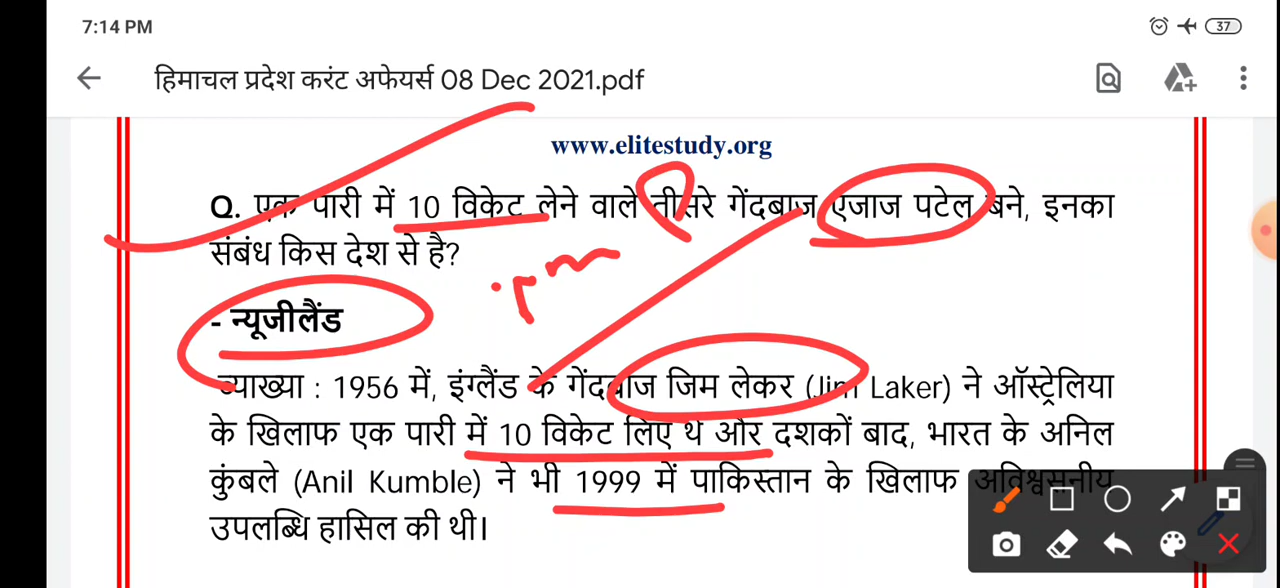 7:14 PM
37
हिमाचल प्रदेश करंट अफेयर्स 08 Dec 2021.pdf
www.elitestudy.org
Q. एक पारी में 10 विकेट लेने वाले तीसरे गेंदबाज एजाज पटेल बने, इनका
संबंध किस देश से है?
- न्यूजीलैंड
व्याख्या : 1956 में, इंग्लैंड के गेंदबाज जिम लेकर (Jim Laker) ने ऑस्ट्रेलिया
के खिलाफ एक पारी में 10 विकेट लिए थे और दशकों बाद, भारत के अनिल
कुंबले (Anil Kumble) ने भी 1999 में पाकिस्तान के खिलाफ अविश्वसनीय
उपलब्धि हासिल की थी।